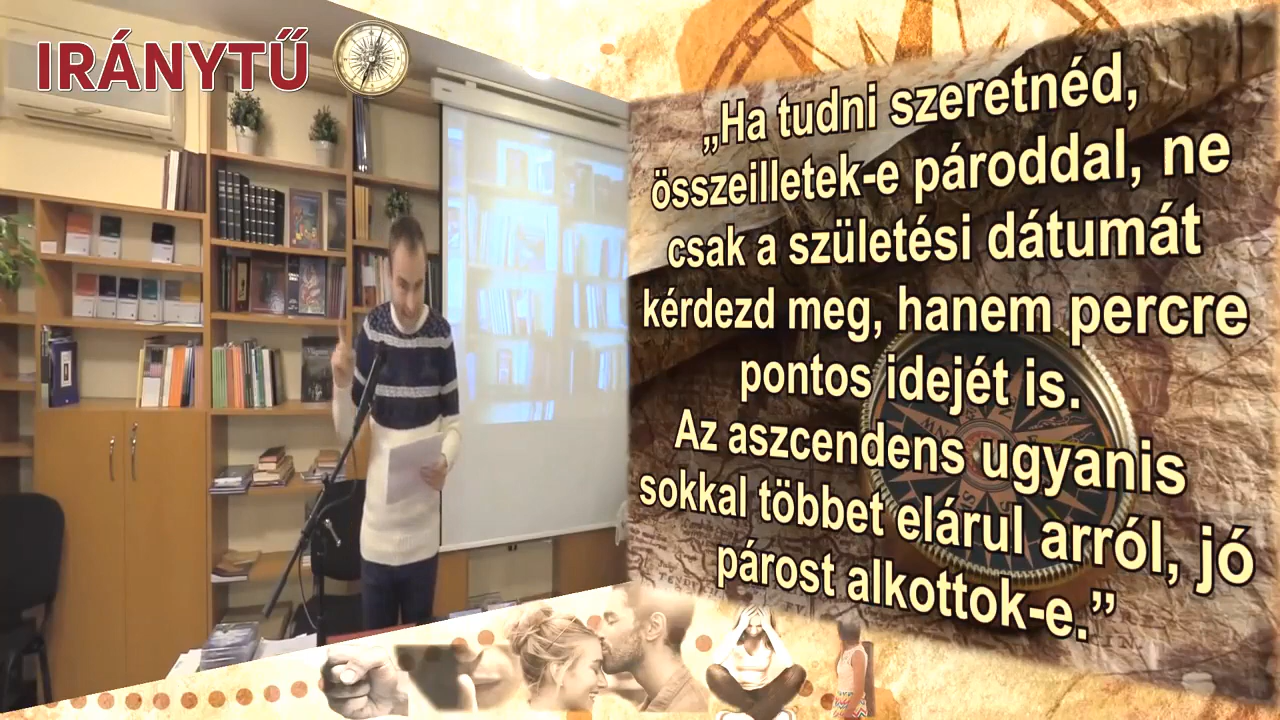 IRÁNYTŰ
„Ha tudni szeretnéd,
összeilletek-e pároddal, ne
csak a születési dátumát
kérdezd meg, hanem percre
pontos idejét is.
Az aszcendens ugyanis
sokkal többet elárul arról, jó
párost alkottok-e.”